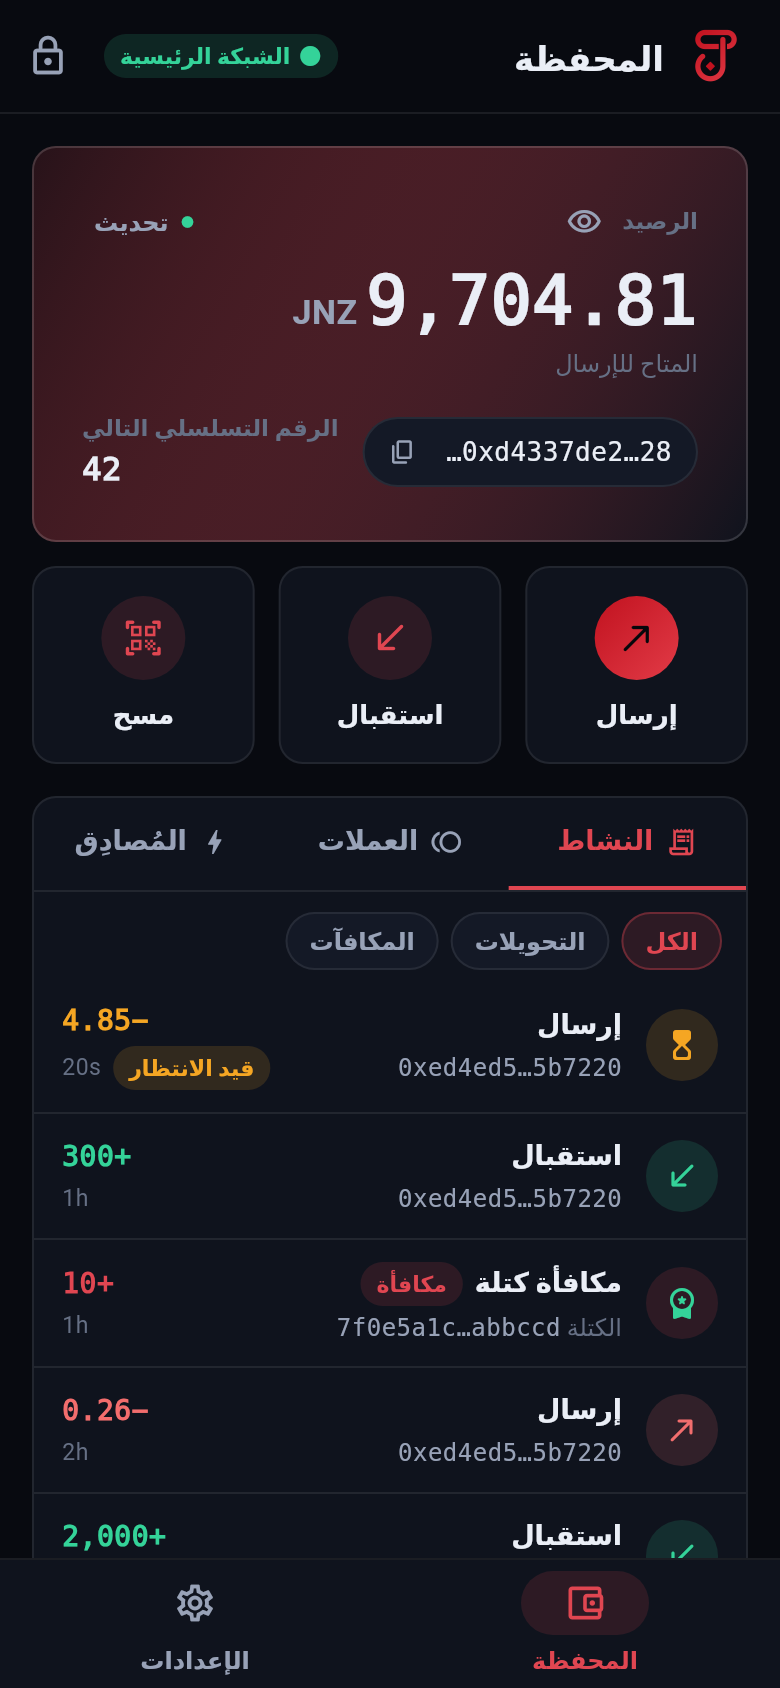 المحفظة
الشبكة الرئيسية
الرصيد
تحديث
9,704.81 JNZ
المتاح للإرسال
0xd4337de2…28…
الرقم التسلسلي التالي
42
إرسال
استقبال
مسح
النشاط
العملات
المُصادِق
الكل
التحويلات
المكافآت
إرسال
−4.85
0xed4ed5…5b7220
قيد الانتظار
20s
استقبال
+300
0xed4ed5…5b7220
1h
مكافأة كتلة
مكافأة
+10
الكتلة 7f0e5a1c…abbccd
1h
إرسال
−0.26
0xed4ed5…5b7220
2h
استقبال
+2,000
المحفظة
الإعدادات